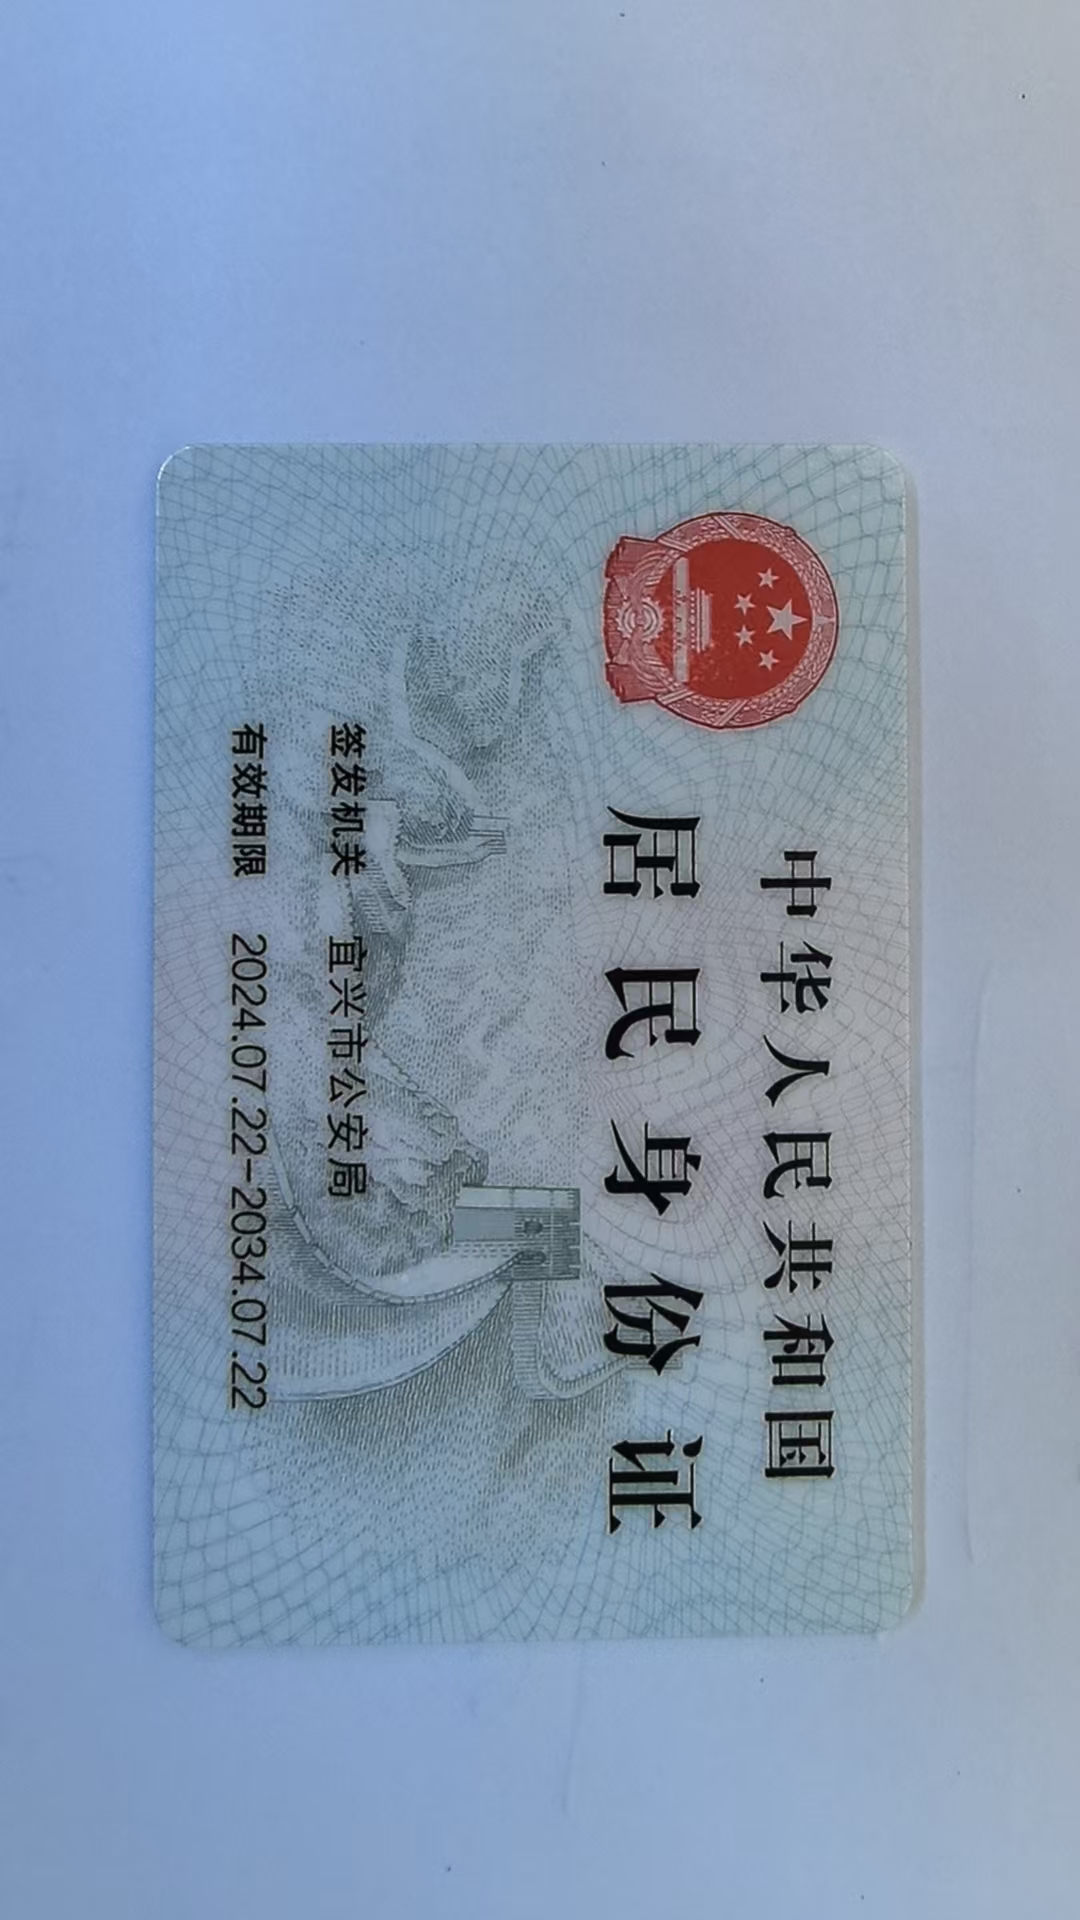 中华人民共和国
居民身份证
签发机关 宜兴市公安局
有效期限 2024.07.22-2034.07.22